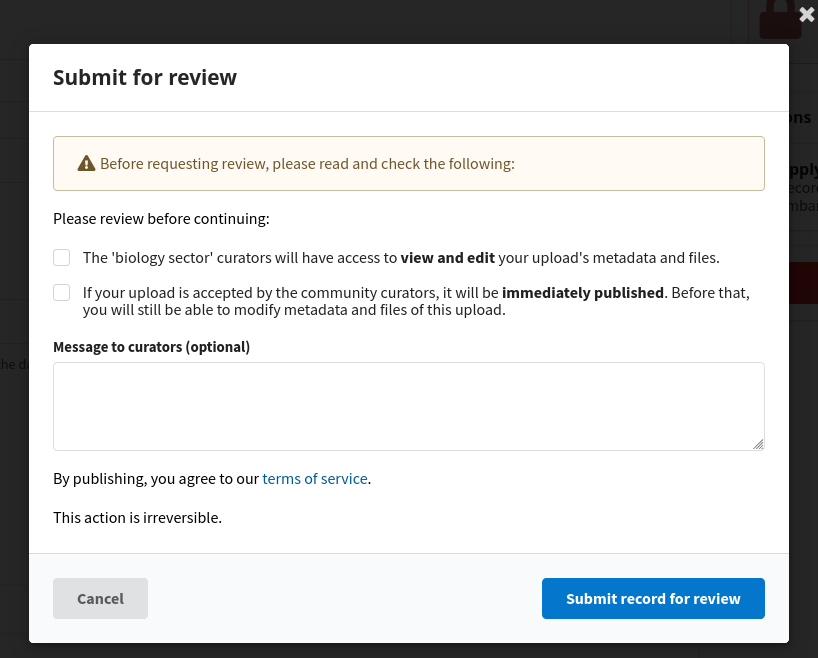 Submit for review
Before requesting review, please read and check the following:
Please review before continuing:
The 'biology sector' curators will have access to view and edit your upload's metadata and files.
If your upload is accepted by the community curators, it will be immediately published. Before that,
you will still be able to modify metadata and files of this upload.
Message to curators (optional)
By publishing, you agree to our terms of service.
This action is irreversible.
Cancel
Submit record for review